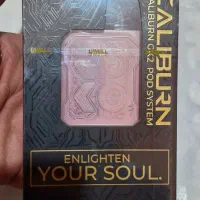 CALIBURN
CALIBURN GK2 POD SYSTEM
ENLIGHTEN
YOUR SOUL.